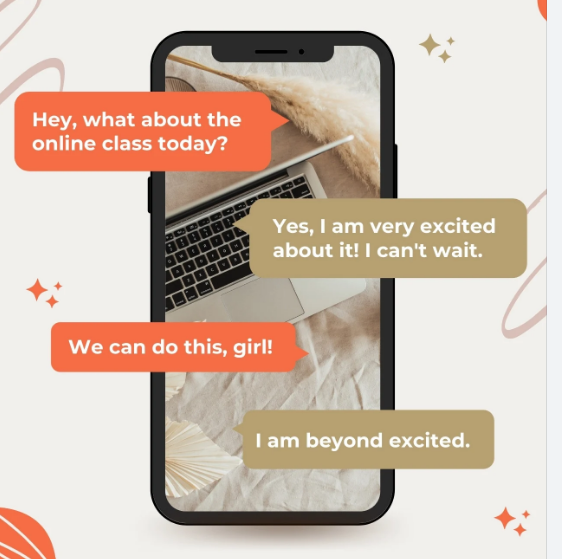 Hey, what about the
online class today?
Yes, I am very excited
about it! I can't wait.
We can do this, girl!
I am beyond excited.